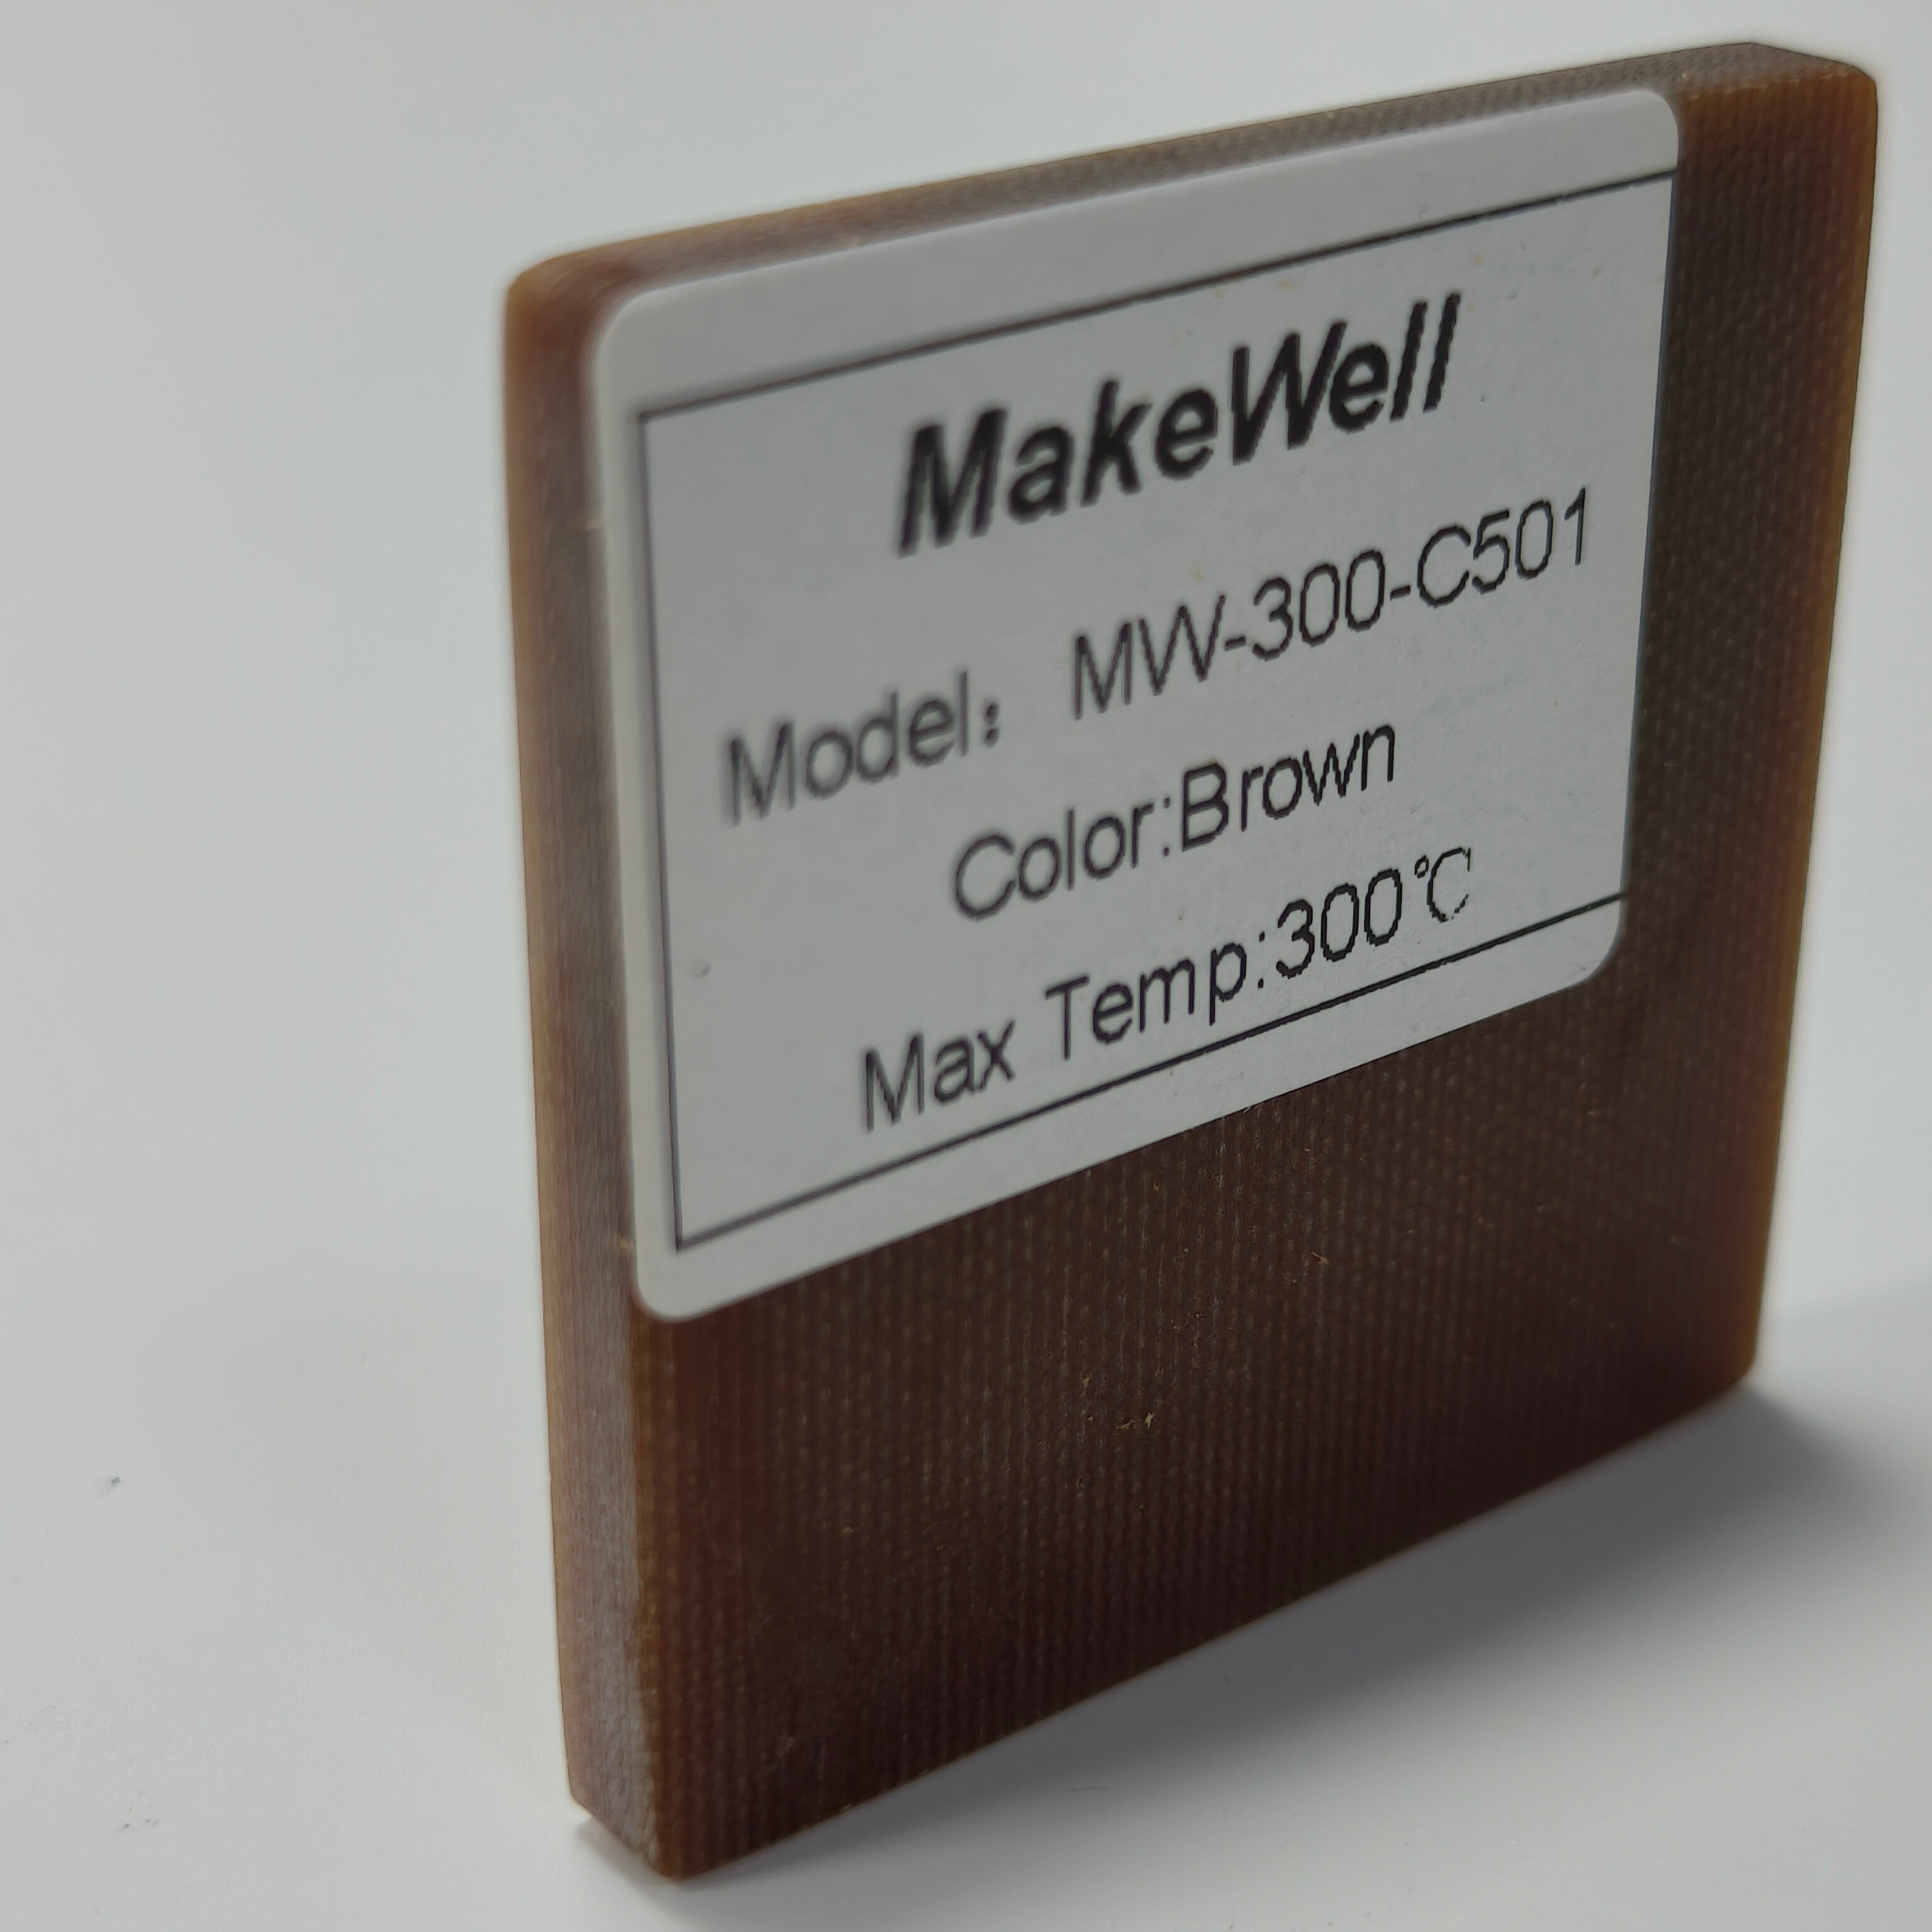 MakeWell
Model：MW-300-C501
Color:Brown
Max Temp:300℃